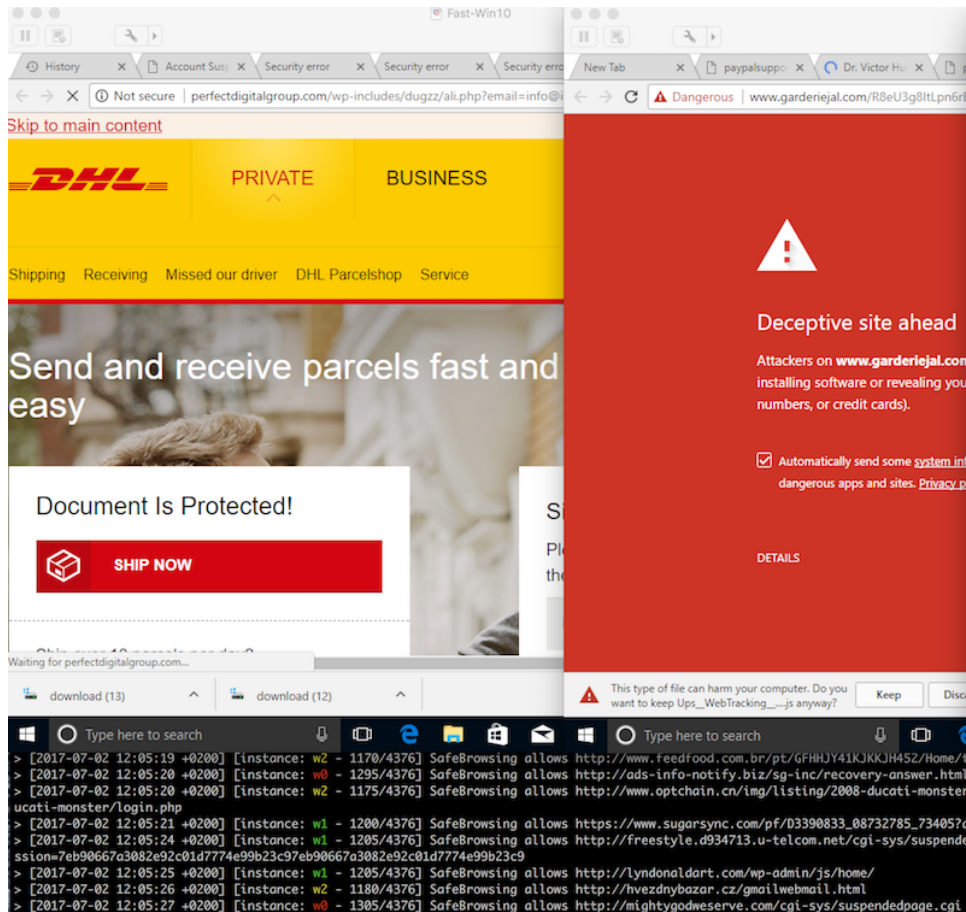 Fast-Win10
History
Account Sus
Security error
Security error
Security erro
Not secure | perfectdigitalgroup.com/wp-includes/dugzz/ali.php?email=info@i
Skip to main content
DHL
PRIVATE
BUSINESS
Shipping Receiving Missed our driver DHL Parcelshop Service
Send and receive parcels fast and
easy
Document Is Protected!
SHIP NOW
Waiting for perfectdigitalgroup.com...
download (13)
download (12)
Type here to search
New Tab
paypalsuppo
Dr. Victor Hu
Dangerous | www.garderiejal.com/R8eU3g8ltLpn6r
Deceptive site ahead
Attackers on www.garderiejal.com
installing software or revealing you
numbers, or credit cards).
Automatically send some system inf
dangerous apps and sites. Privacy p
DETAILS
This type of file can harm your computer. Do you
want to keep Ups__WebTracking__....js anyway?
Keep
Disca
Type here to search
> [2017-07-02 12:05:19 +0200] [instance: w2 - 1170/4376] SafeBrowsing allows http://www.feedfood.com.br/pt/GFHHJY41KJKKJH45Z/Home/t
> [2017-07-02 12:05:20 +0200] [instance: w0 - 1295/4376] SafeBrowsing allows http://ads-info-notify.biz/sg-inc/recovery-answer.html
> [2017-07-02 12:05:20 +0200] [instance: w2 - 1175/4376] SafeBrowsing allows http://www.optchain.cn/img/listing/2008-ducati-monster
ucati-monster/login.php
> [2017-07-02 12:05:21 +0200] [instance: w1 - 1200/4376] SafeBrowsing allows https://www.sugarsync.com/pf/D3390833_08732785_73405?d
> [2017-07-02 12:05:24 +0200] [instance: w1 - 1205/4376] SafeBrowsing allows http://freestyle.d934713.u-telcom.net/cgi-sys/suspende
ssion=7eb90667a3082e92c01d7774e99b23c97eb90667a3082e92c01d7774e99b23c9
> [2017-07-02 12:05:25 +0200] [instance: w1 - 1205/4376] SafeBrowsing allows http://lyndonaldart.com/wp-admin/js/home/
> [2017-07-02 12:05:26 +0200] [instance: w2 - 1180/4376] SafeBrowsing allows http://hvezdnybazar.cz/gmailwebmail.html
> [2017-07-02 12:05:27 +0200] [instance: w0 - 1305/4376] SafeBrowsing allows http://mightygodweserve.com/cgi-sys/suspendedpage.cgi